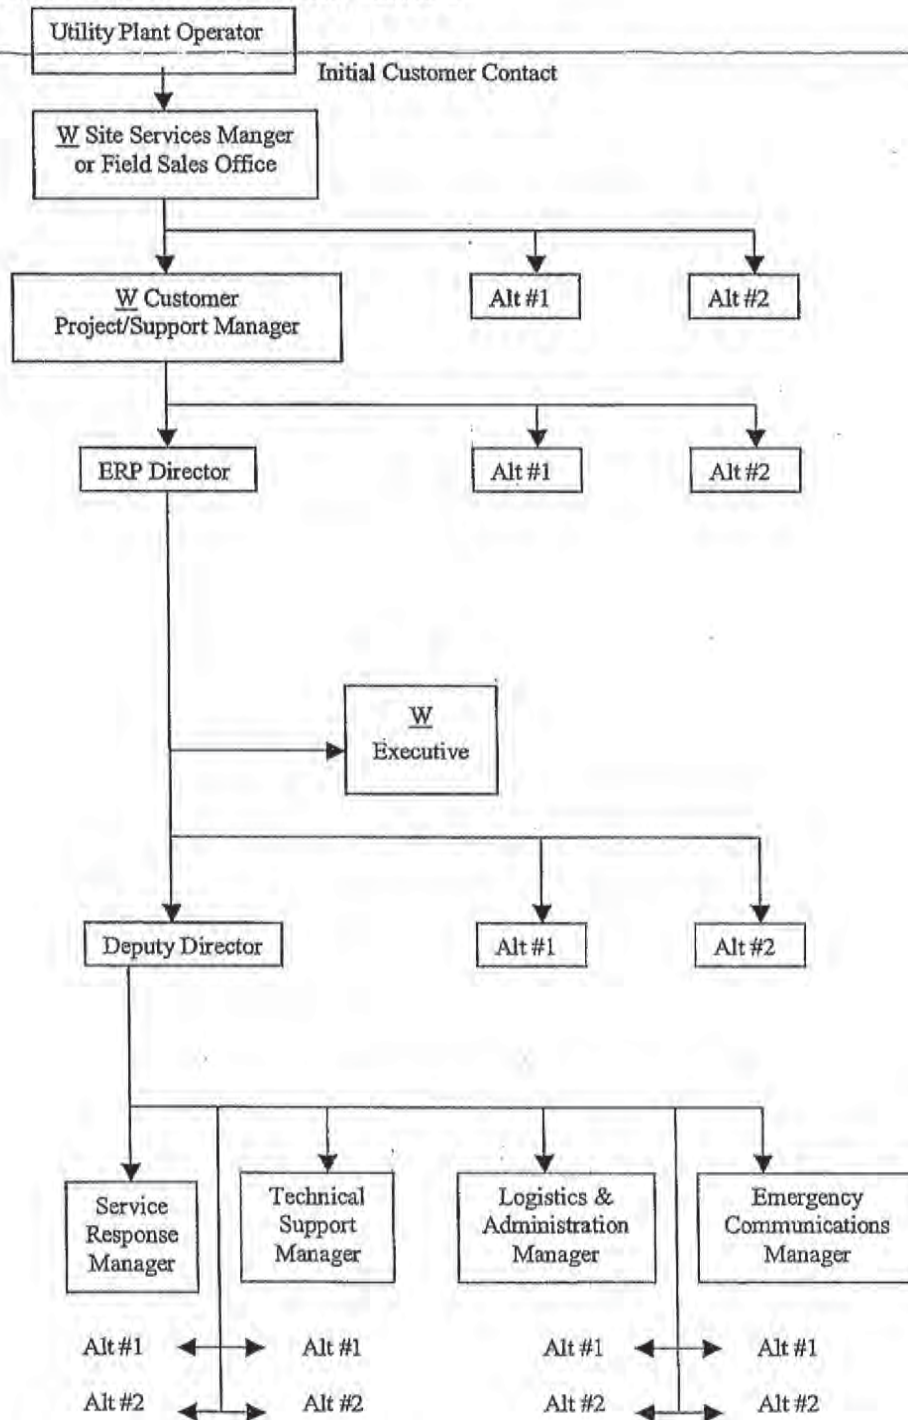 Utility Plant Operator
Initial Customer Contact
W Site Services Manger
or Field Sales Office
W Customer
Project/Support Manager
Alt #1
Alt #2
ERP Director
Alt #1
Alt #2
W
Executive
Deputy Director
Alt #1
Alt #2
Service
Response
Manager
Technical
Support
Manager
Logistics &
Administration
Manager
Emergency
Communications
Manager
Alt #1
Alt #1
Alt #1
Alt #1
Alt #2
Alt #2
Alt #2
Alt #2